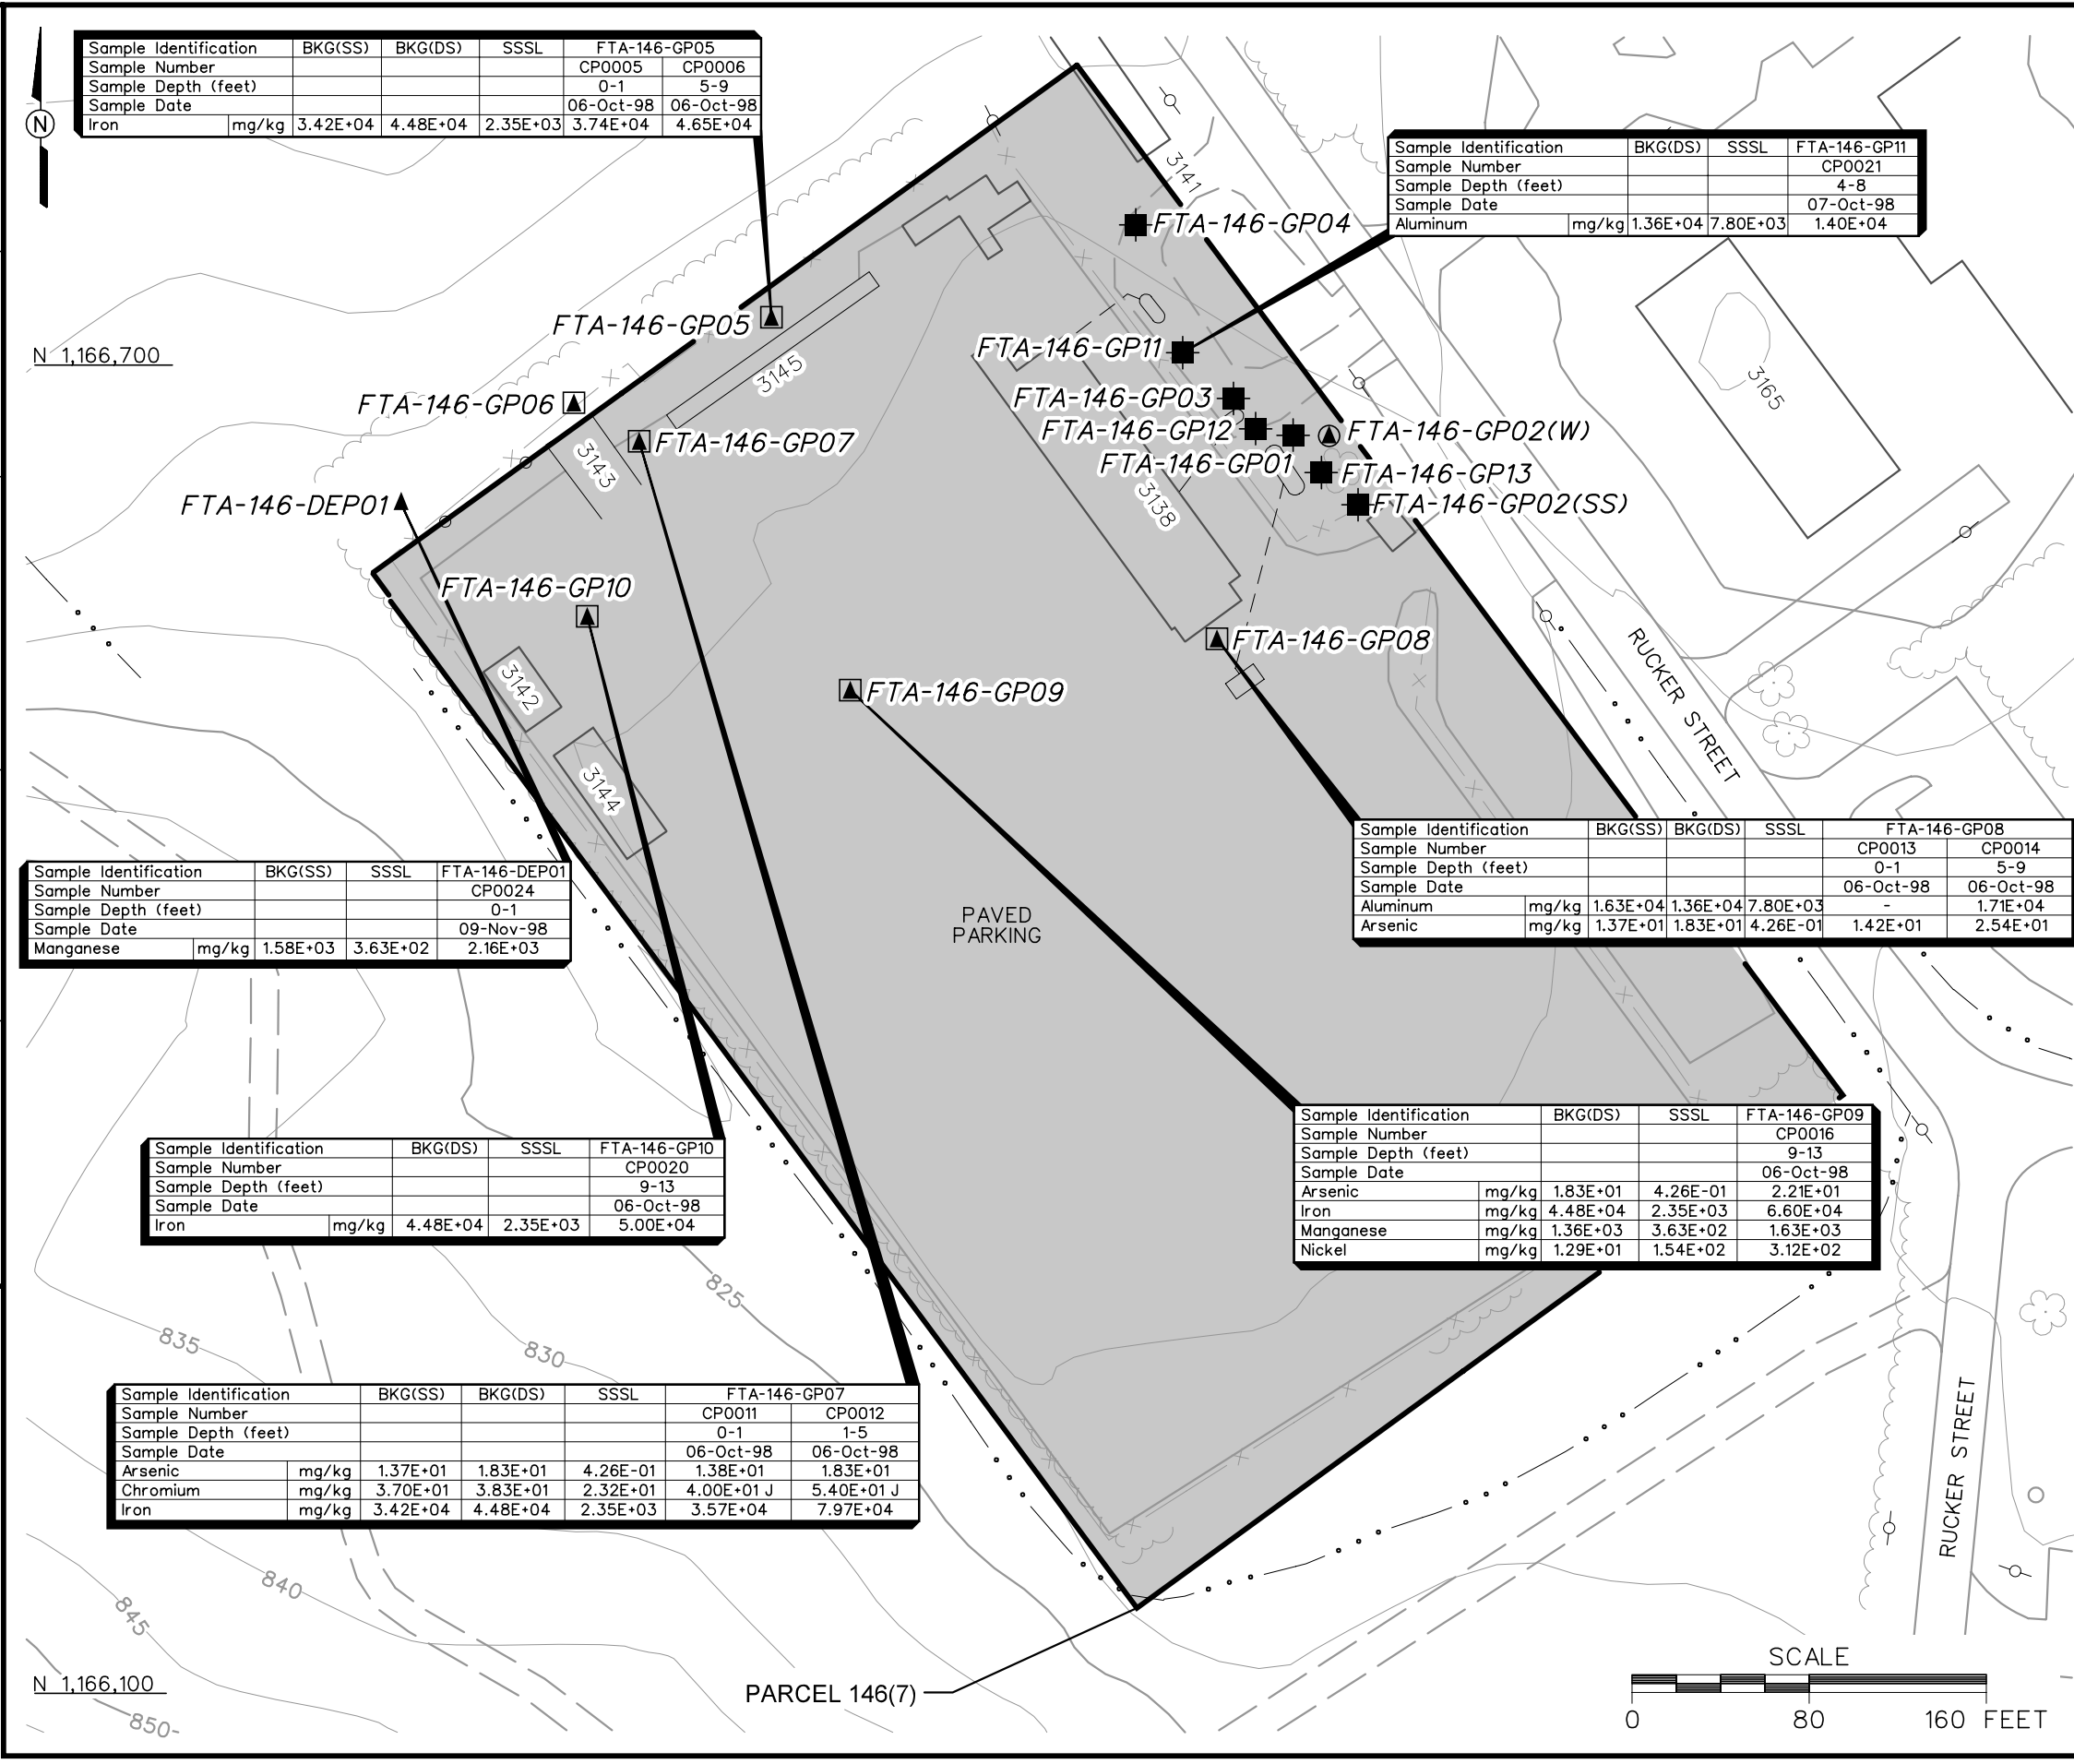 Sample Identification BKG(SS) BKG(DS) SSSL FTA-146-GP05
Sample Number CP0005 CP0006
Sample Depth (feet) 0-1 5-9
Sample Date 06-Oct-98 06-Oct-98
Iron mg/kg 3.42E+04 4.48E+04 2.35E+03 3.74E+04 4.65E+04
N
Sample Identification BKG(DS) SSSL FTA-146-GP11
Sample Number CP0021
Sample Depth (feet) 4-8
Sample Date 07-Oct-98
Aluminum mg/kg 1.36E+04 7.80E+03 1.40E+04
3141
FTA-146-GP04
FTA-146-GP05
N 1,166,700
FTA-146-GP11
3145
3165
FTA-146-GP06
FTA-146-GP03
FTA-146-GP12
FTA-146-GP02(W)
FTA-146-GP07
3143
FTA-146-GP01
FTA-146-GP13
FTA-146-DEP01
3138
FTA-146-GP02(SS)
FTA-146-GP10
FTA-146-GP08
3142
FTA-146-GP09
RUCKER STREET
3144
Sample Identification BKG(SS) BKG(DS) SSSL FTA-146-GP08
Sample Number CP0013 CP0014
Sample Depth (feet) 0-1 5-9
Sample Date 06-Oct-98 06-Oct-98
Aluminum mg/kg 1.63E+04 1.36E+04 7.80E+03 - 1.71E+04
Arsenic mg/kg 1.37E+01 1.83E+01 4.26E-01 1.42E+01 2.54E+01
Sample Identification BKG(SS) SSSL FTA-146-DEP01
Sample Number CP0024
Sample Depth (feet) 0-1
Sample Date 09-Nov-98
Manganese mg/kg 1.58E+03 3.63E+02 2.16E+03
PAVED
PARKING
Sample Identification BKG(DS) SSSL FTA-146-GP09
Sample Number CP0016
Sample Depth (feet) 9-13
Sample Date 06-Oct-98
Arsenic mg/kg 1.83E+01 4.26E-01 2.21E+01
Iron mg/kg 4.48E+04 2.35E+03 6.60E+04
Manganese mg/kg 1.36E+03 3.63E+02 1.63E+03
Nickel mg/kg 1.29E+01 1.54E+02 3.12E+02
Sample Identification BKG(DS) SSSL FTA-146-GP10
Sample Number CP0020
Sample Depth (feet) 9-13
Sample Date 06-Oct-98
Iron mg/kg 4.48E+04 2.35E+03 5.00E+04
825
835
830
Sample Identification BKG(SS) BKG(DS) SSSL FTA-146-GP07
Sample Number CP0011 CP0012
Sample Depth (feet) 0-1 1-5
Sample Date 06-Oct-98 06-Oct-98
Arsenic mg/kg 1.37E+01 1.83E+01 4.26E-01 1.38E+01 1.83E+01
Chromium mg/kg 3.70E+01 3.83E+01 2.32E+01 4.00E+01 J 5.40E+01 J
Iron mg/kg 3.42E+04 4.48E+04 2.35E+03 3.57E+04 7.97E+04
RUCKER STREET
840
845
N 1,166,100
850
PARCEL 146(7)
SCALE
0 80 160 FEET